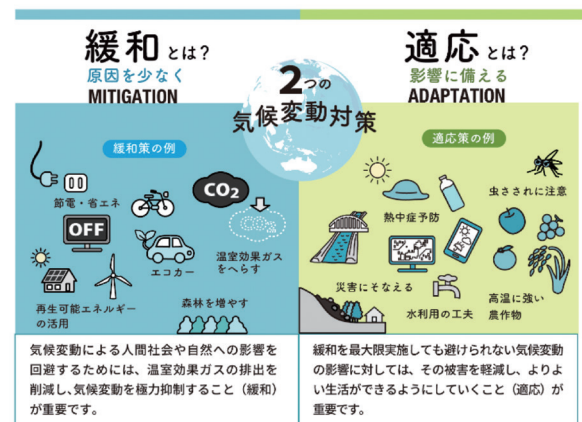 緩和とは?
原因を少なく
MITIGATION
2つの
気候変動対策
適応とは?
影響に備える
ADAPTATION
緩和策の例
節電・省エネ
OFF
CO2
エコカー
温室効果ガス
をへらす
再生可能エネルギー
の活用
森林を増やす
適応策の例
虫さされに注意
熱中症予防
災害にそなえる
水利用の工夫
高温に強い
農作物
気候変動による人間社会や自然への影響を
回避するためには、温室効果ガスの排出を
削減し、気候変動を極力抑制すること（緩和）
が重要です。
緩和を最大限実施しても避けられない気候変動
の影響に対しては、その被害を軽減し、よりよ
い生活ができるようにしていくこと（適応）が
重要です。